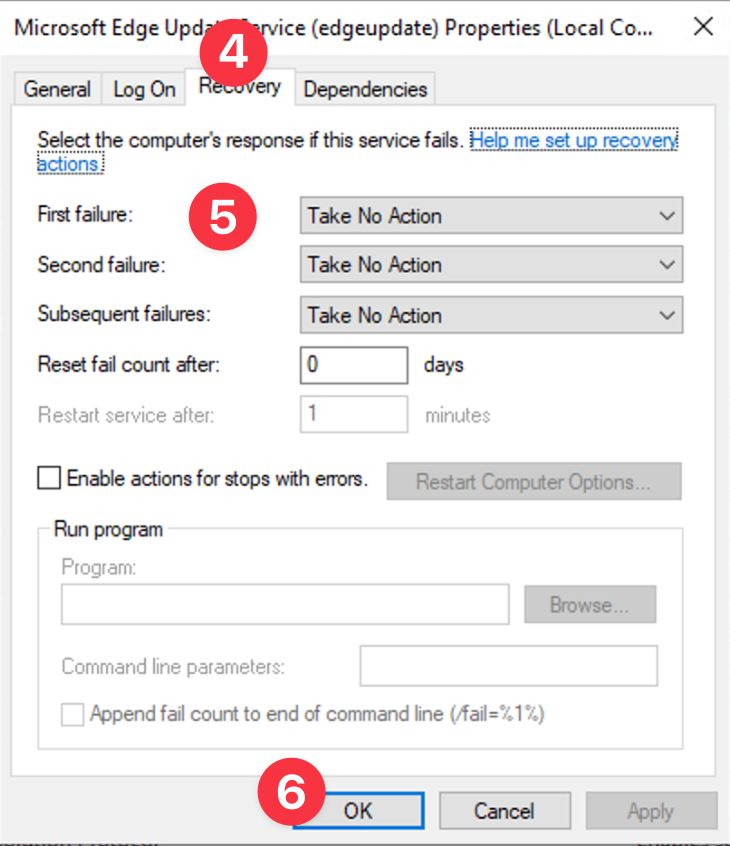 Microsoft Edge Update Service (edgeupdate) Properties (Local Co...
4
General Log On Recovery Dependencies
Select the computer's response if this service fails. Help me set up recovery
actions.
First failure: 5 Take No Action
Second failure: Take No Action
Subsequent failures: Take No Action
Reset fail count after: 0 days
Restart service after: 1 minutes
Enable actions for stops with errors. Restart Computer Options...
Run program
Program:
Browse...
Command line parameters:
Append fail count to end of command line (/fail=%1%)
6 OK Cancel Apply